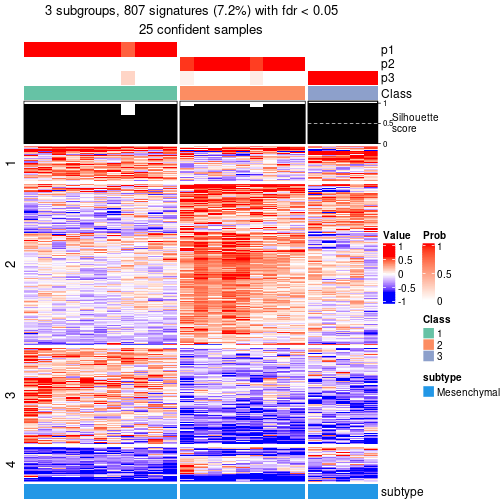 3 subgroups, 807 signatures (7.2%) with fdr < 0.05
25 confident samples
p1
p2
p3
Class
1
0.5
0
Silhouette
score
1
2
3
4
Value
1
0.5
0
-0.5
-1
Prob
1
0.5
0
Class
1
2
3
subtype
Mesenchymal
subtype